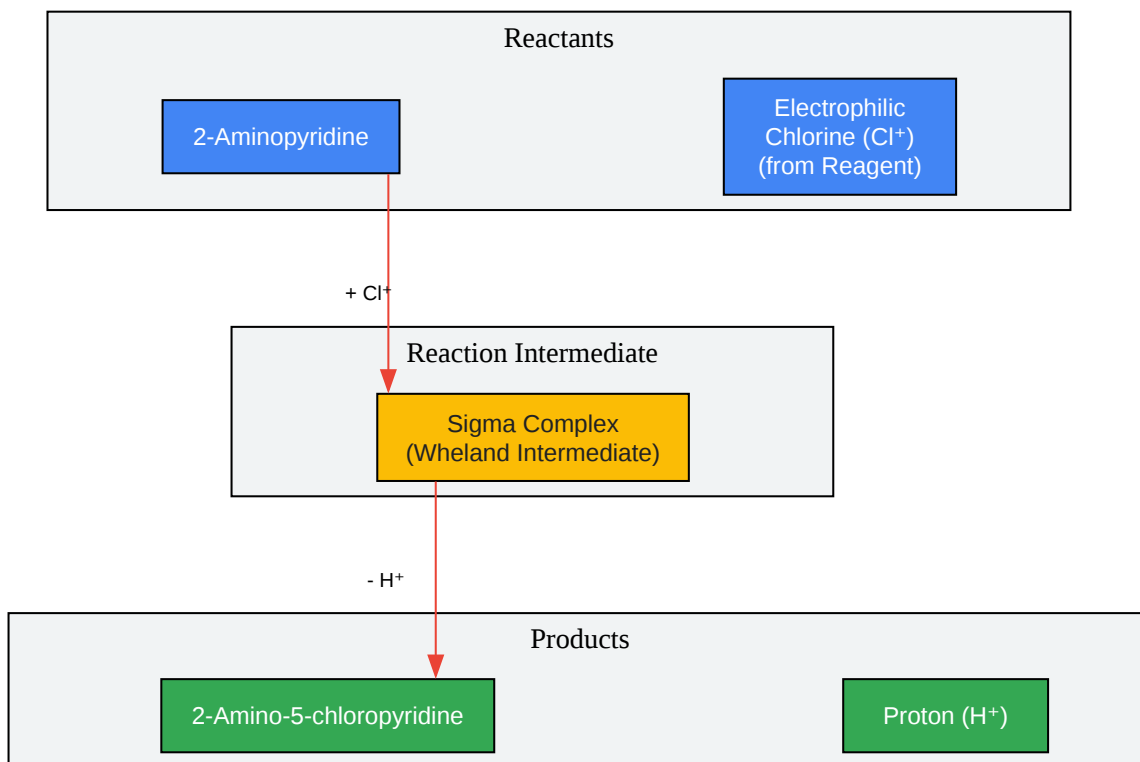 Reactants
2-Aminopyridine
Electrophilic
Chlorine (Cl⁺)
(from Reagent)
+ Cl⁺
Reaction Intermediate
Sigma Complex
(Wheland Intermediate)
- H⁺
Products
2-Amino-5-chloropyridine
Proton (H⁺)